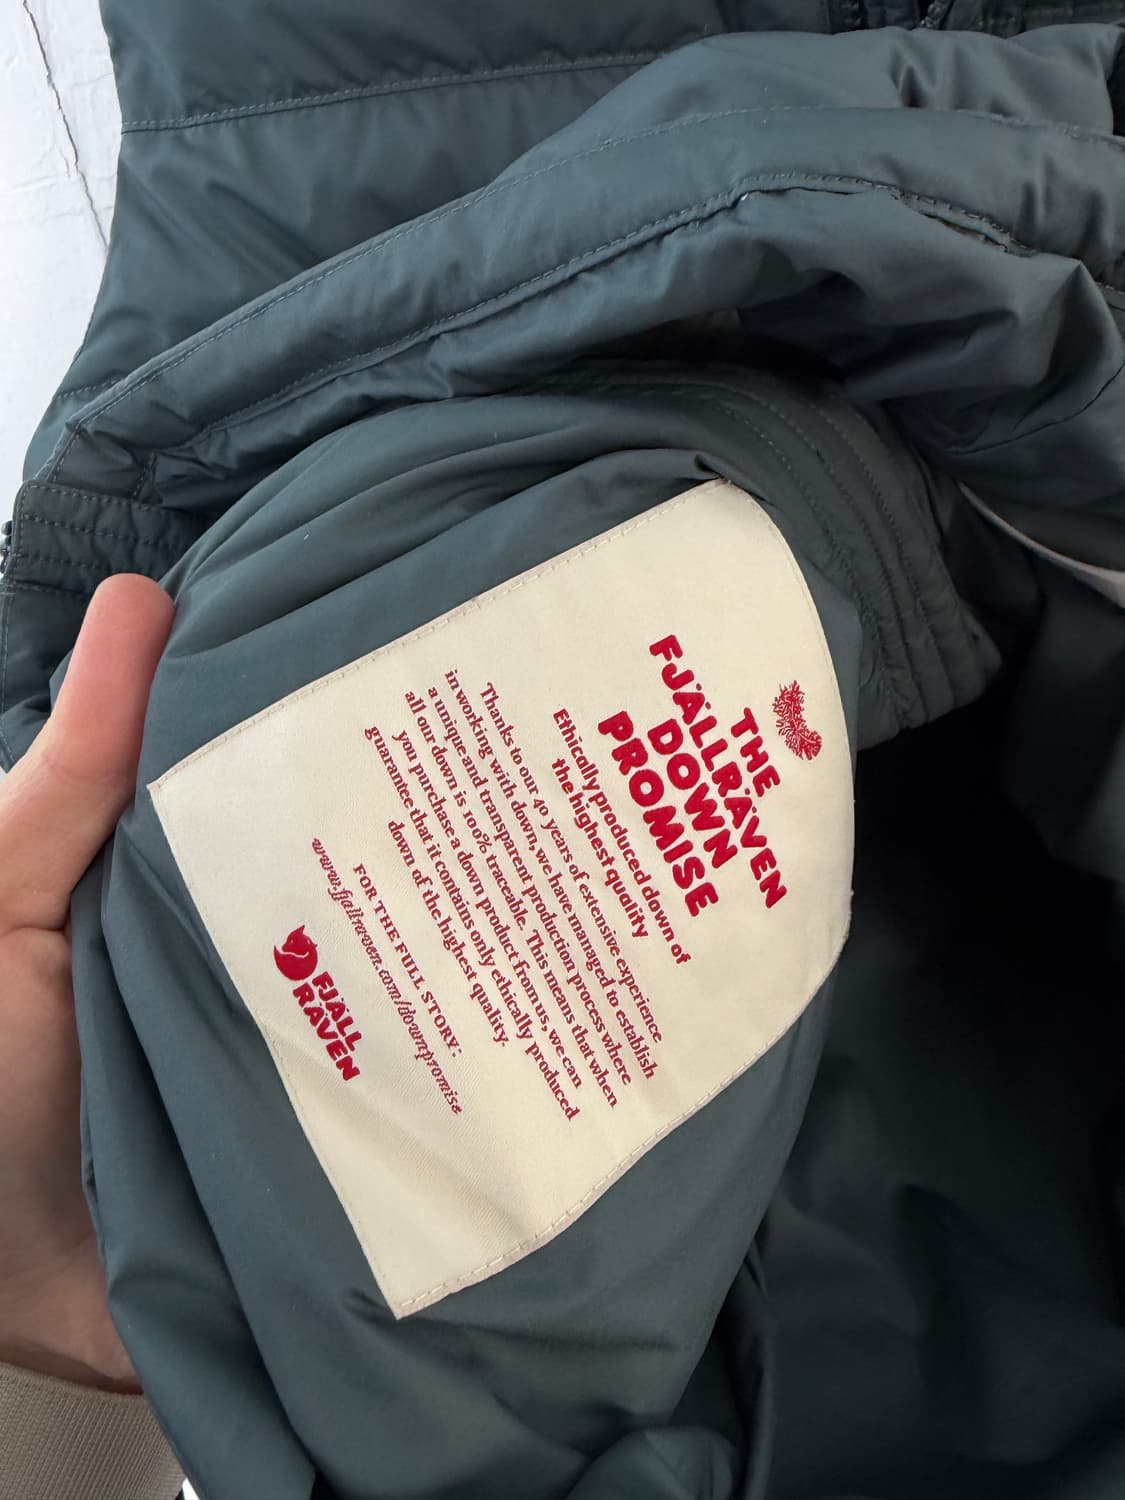 THE
FJÄLLRÄVEN
DOWN
PROMISE
Ethically produced down of
the highest quality
Thanks to our 40 years of extensive experience
in working with down, we have managed to establish
a unique and transparent production process where
all our down is 100% traceable. This means that when
you purchase a down product from us, we can
guarantee that it contains only ethically produced
down of the highest quality.
FOR THE FULL STORY:
www.fjallraven.com/downpromise
FJÄLL
RÄVEN